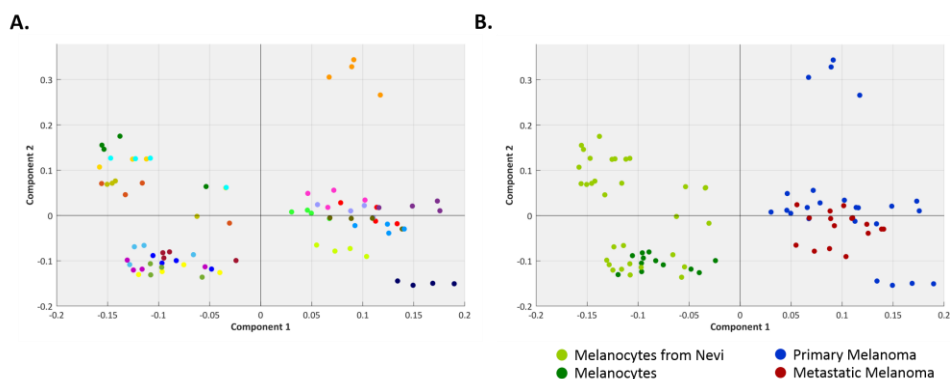 A.
B.
0.3
0.2
0.1
0
-0.1
-0.2
Component 2
-0.2 -0.15 -0.1 -0.05 0 0.05 0.1 0.15 0.2
Component 1
0.3
0.2
0.1
0
-0.1
-0.2
Component 2
-0.2 -0.15 -0.1 -0.05 0 0.05 0.1 0.15 0.2
Component 1
Melanocytes from Nevi
Primary Melanoma
Melanocytes
Metastatic Melanoma